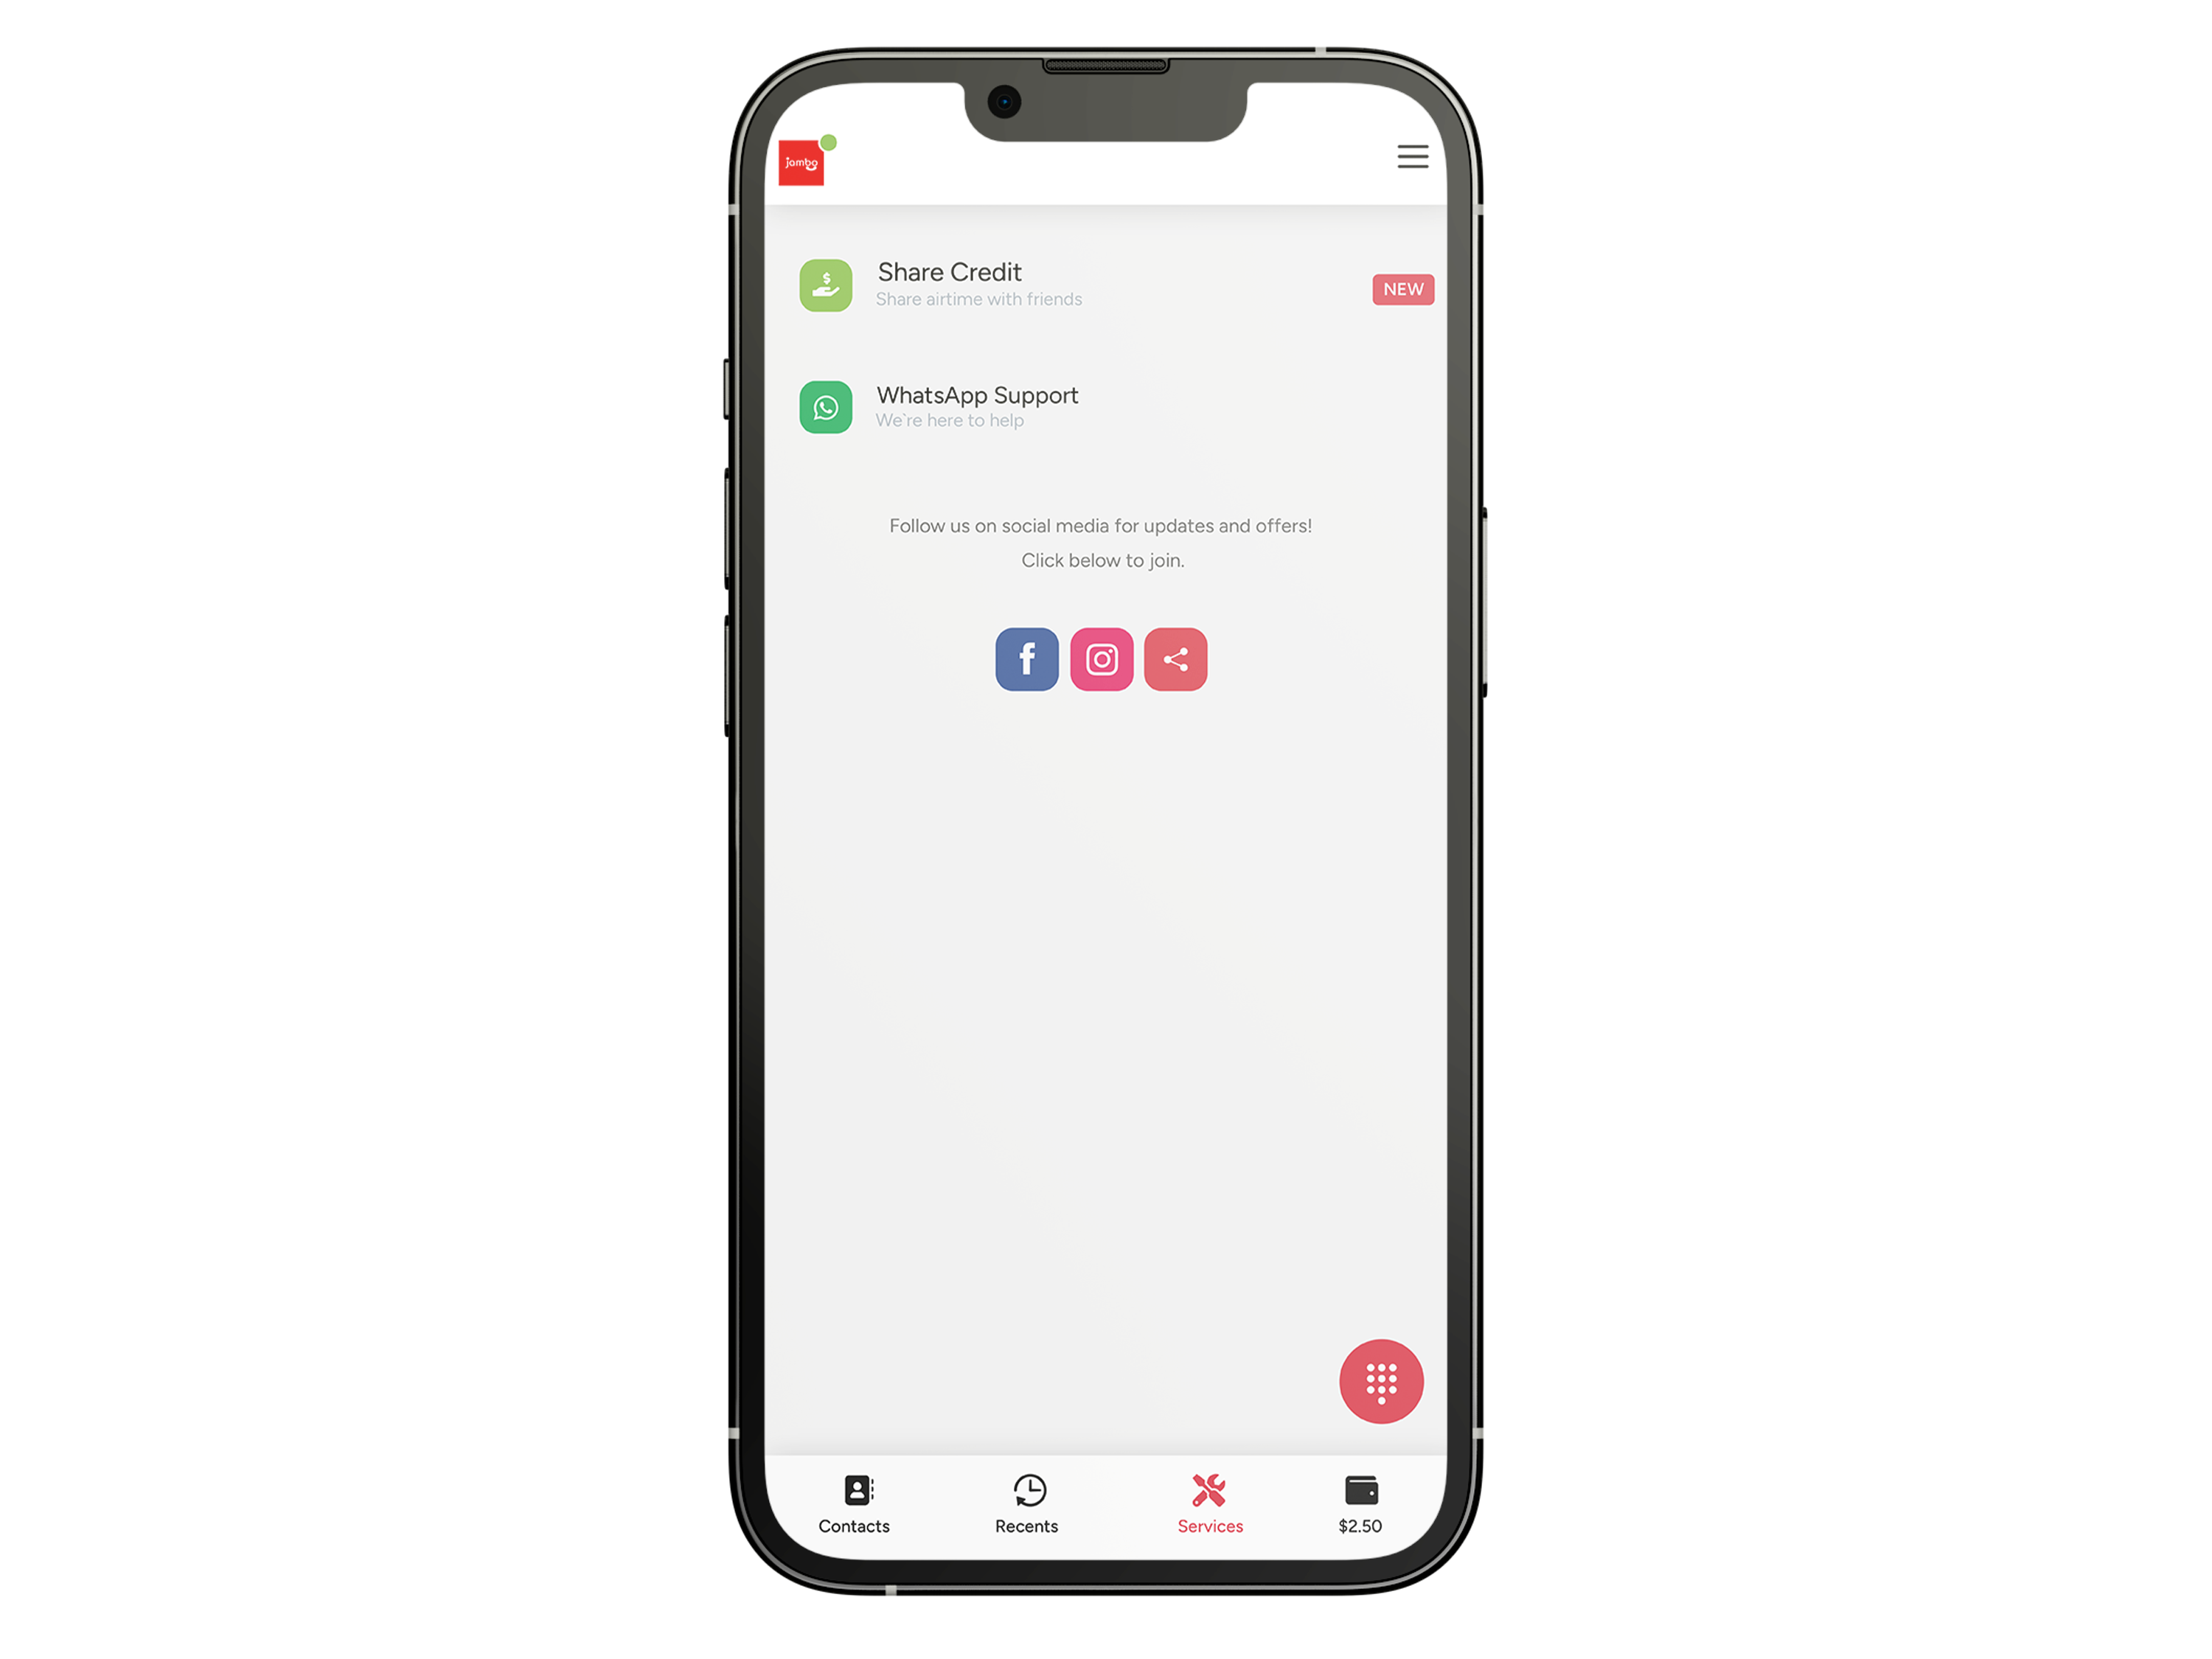 jambo
Share Credit
Share airtime with friends
NEW
WhatsApp Support
We`re here to help
Follow us on social media for updates and offers!
Click below to join.
Contacts
Recents
Services
$2.50